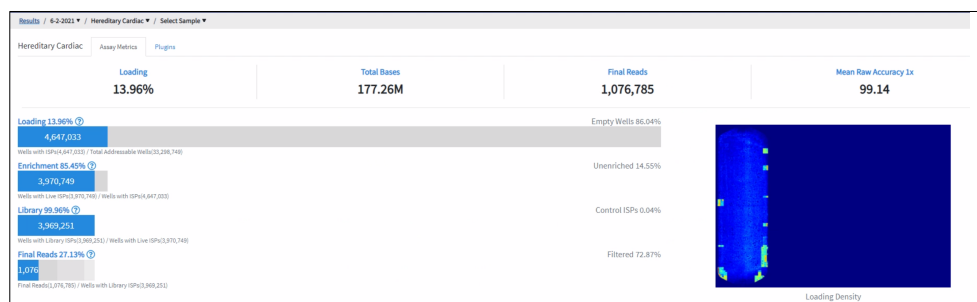 Results / 6-2-2021 ▼ / Hereditary Cardiac ▼ / Select Sample ▼
Hereditary Cardiac Assay Metrics Plugins
Loading Total Bases Final Reads Mean Raw Accuracy 1x
13.96% 177.26M 1,076,785 99.14
Loading 13.96% ? Empty Wells 86.04%
4,647,033
Wells with ISPs(4,647,033) / Total Addressable Wells(33,298,749)
Enrichment 85.45% ? Unenriched 14.55%
3,970,749
Wells with Live ISPs(3,970,749) / Wells with ISPs(4,647,033)
Library 99.96% ? Control ISPs 0.04%
3,969,251
Wells with Library ISPs(3,969,251) / Wells with Live ISPs(3,970,749)
Final Reads 27.13% ? Filtered 72.87%
1,076
Final Reads(1,076,785) / Wells with Library ISPs(3,969,251)
Loading Density